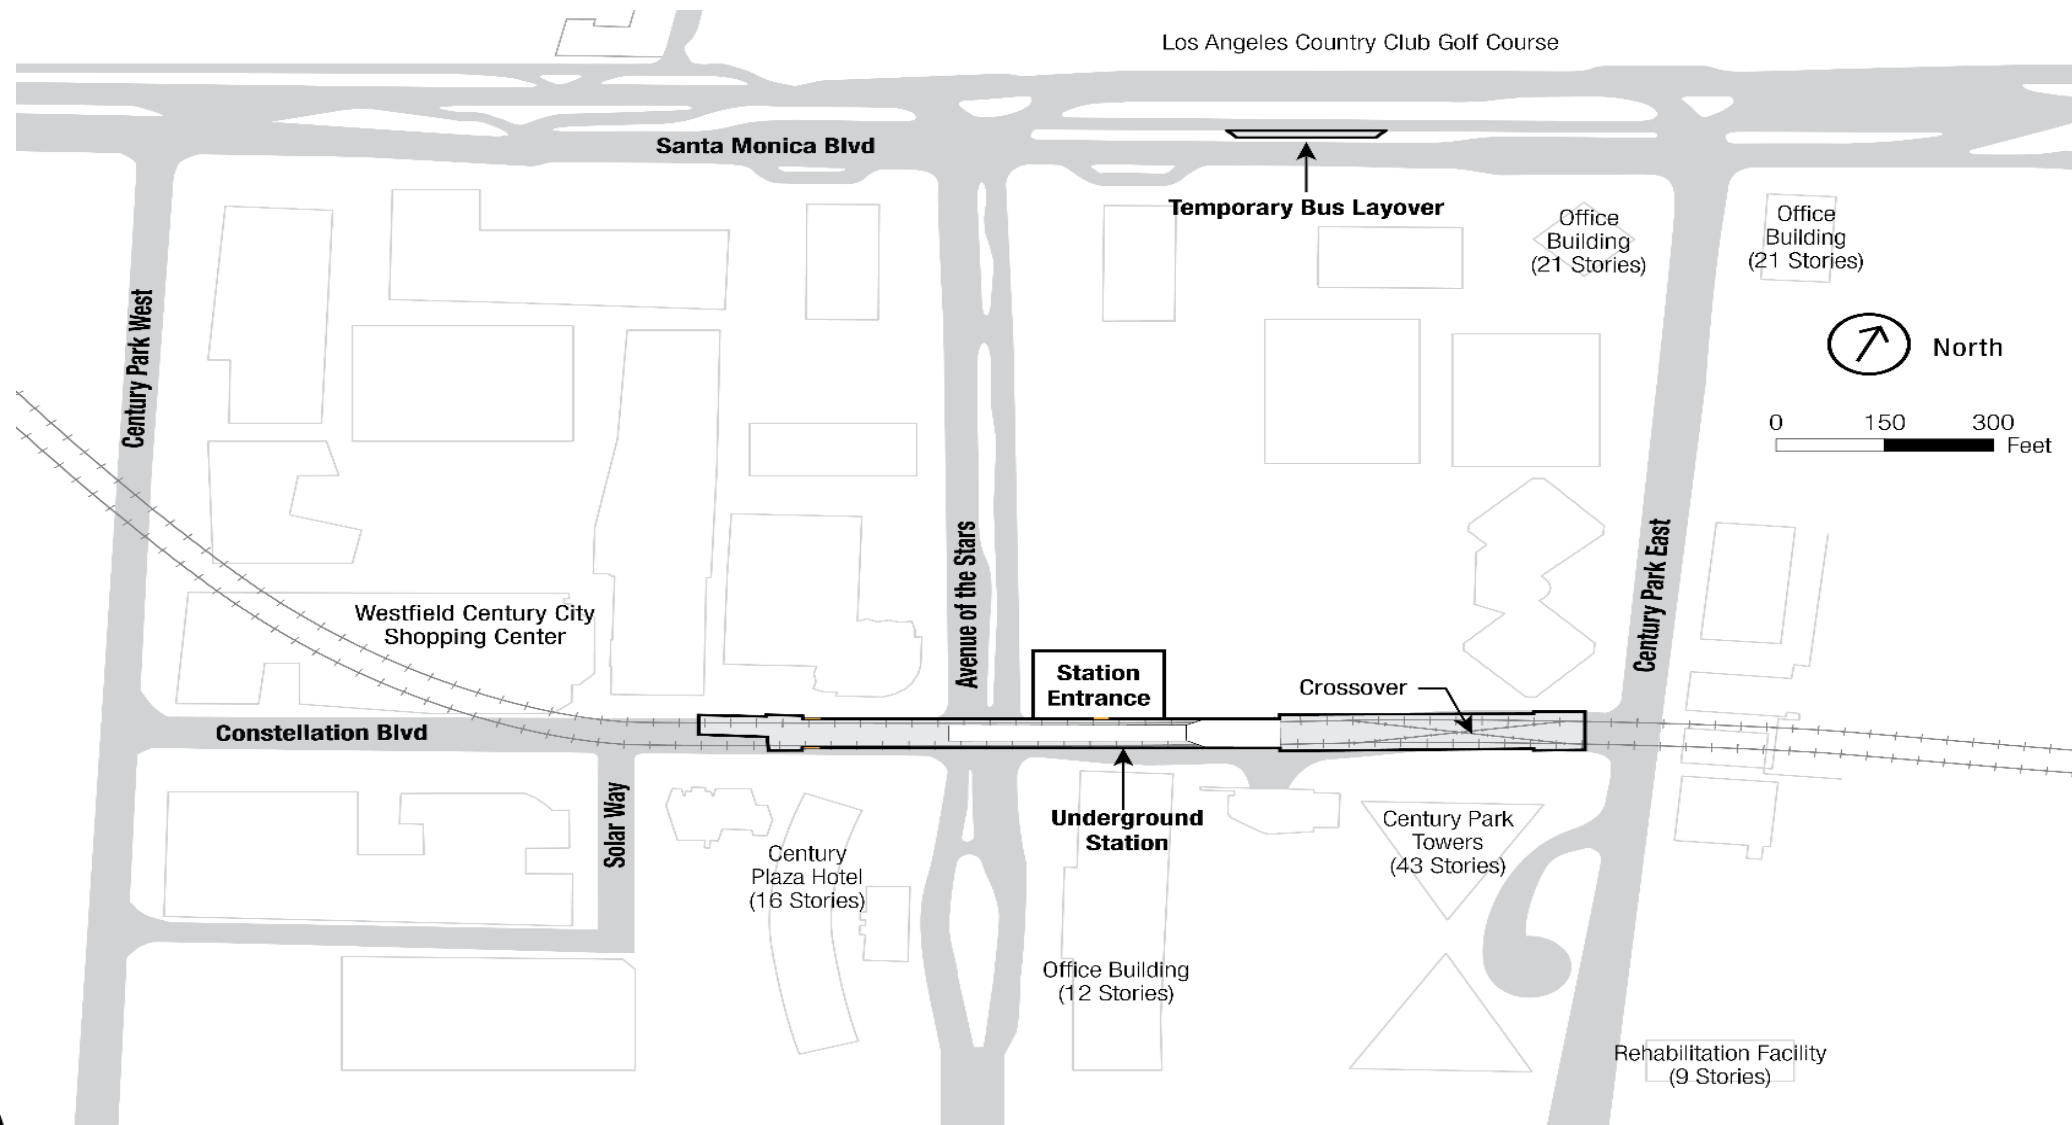 Los Angeles Country Club Golf Course
Santa Monica Blvd
Temporary Bus Layover
Office
Building
(21 Stories)
Office
Building
(21 Stories)
Century Park West
North
0 150 300
Feet
Avenue of the Stars
Century Park East
Westfield Century City
Shopping Center
Station
Entrance
Crossover
Constellation Blvd
Solar Way
Underground
Station
Century Park
Towers
(43 Stories)
Century
Plaza Hotel
(16 Stories)
Office Building
(12 Stories)
Rehabilitation Facility
(9 Stories)